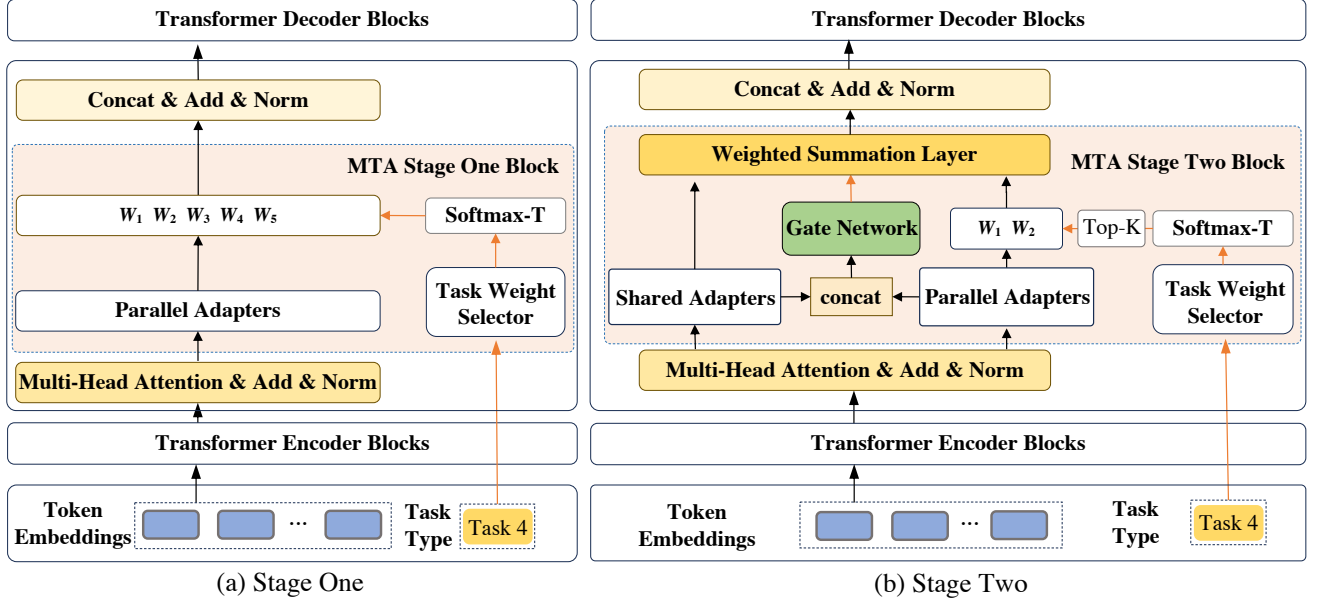 Transformer Decoder Blocks
Concat & Add & Norm
MTA Stage One Block
W1 W2 W3 W4 W5
Softmax-T
Parallel Adapters
Task Weight
Selector
Multi-Head Attention & Add & Norm
Transformer Encoder Blocks
Token
Embeddings
...
Task
Type
Task 4
(a) Stage One
Transformer Decoder Blocks
Concat & Add & Norm
Weighted Summation Layer
MTA Stage Two Block
Gate Network
W1 W2
Top-K
Softmax-T
Shared Adapters
concat
Parallel Adapters
Task Weight
Selector
Multi-Head Attention & Add & Norm
Transformer Encoder Blocks
Token
Embeddings
...
Task
Type
Task 4
(b) Stage Two